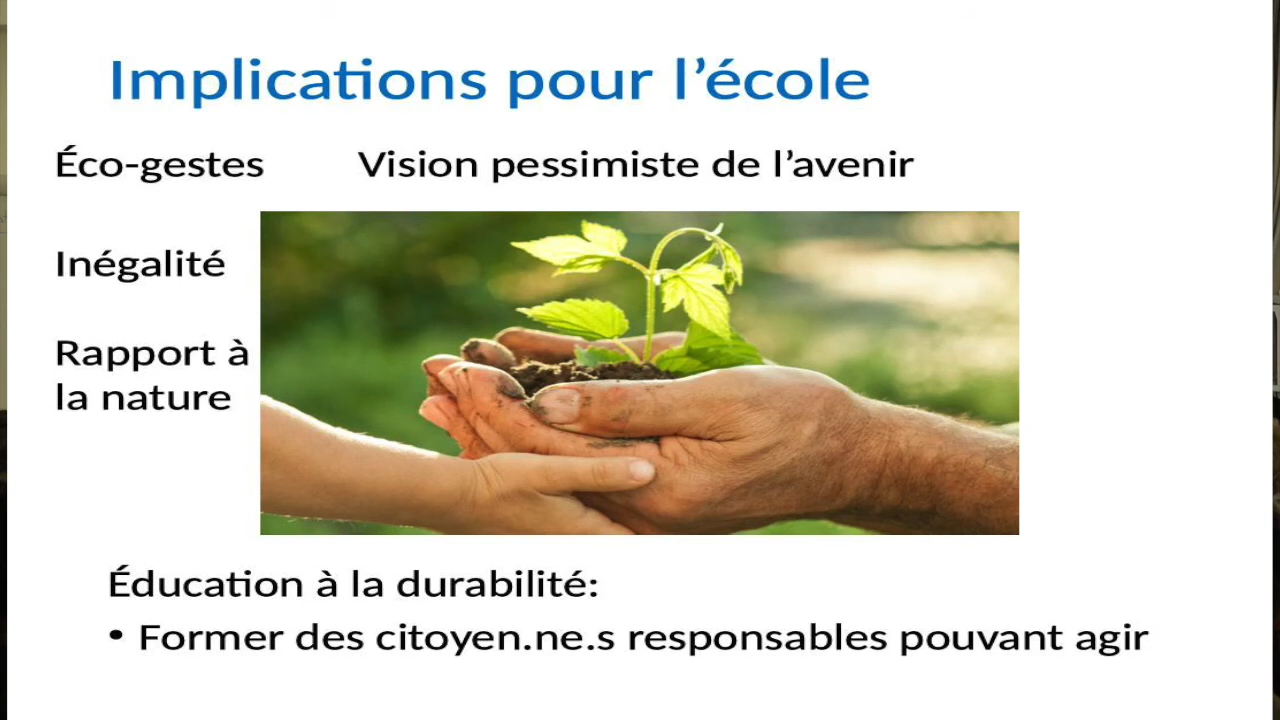 Implications pour l’école
Éco-gestes Vision pessimiste de l’avenir
Inégalité
Rapport à
la nature
Éducation à la durabilité:
• Former des citoyen.ne.s responsables pouvant agir